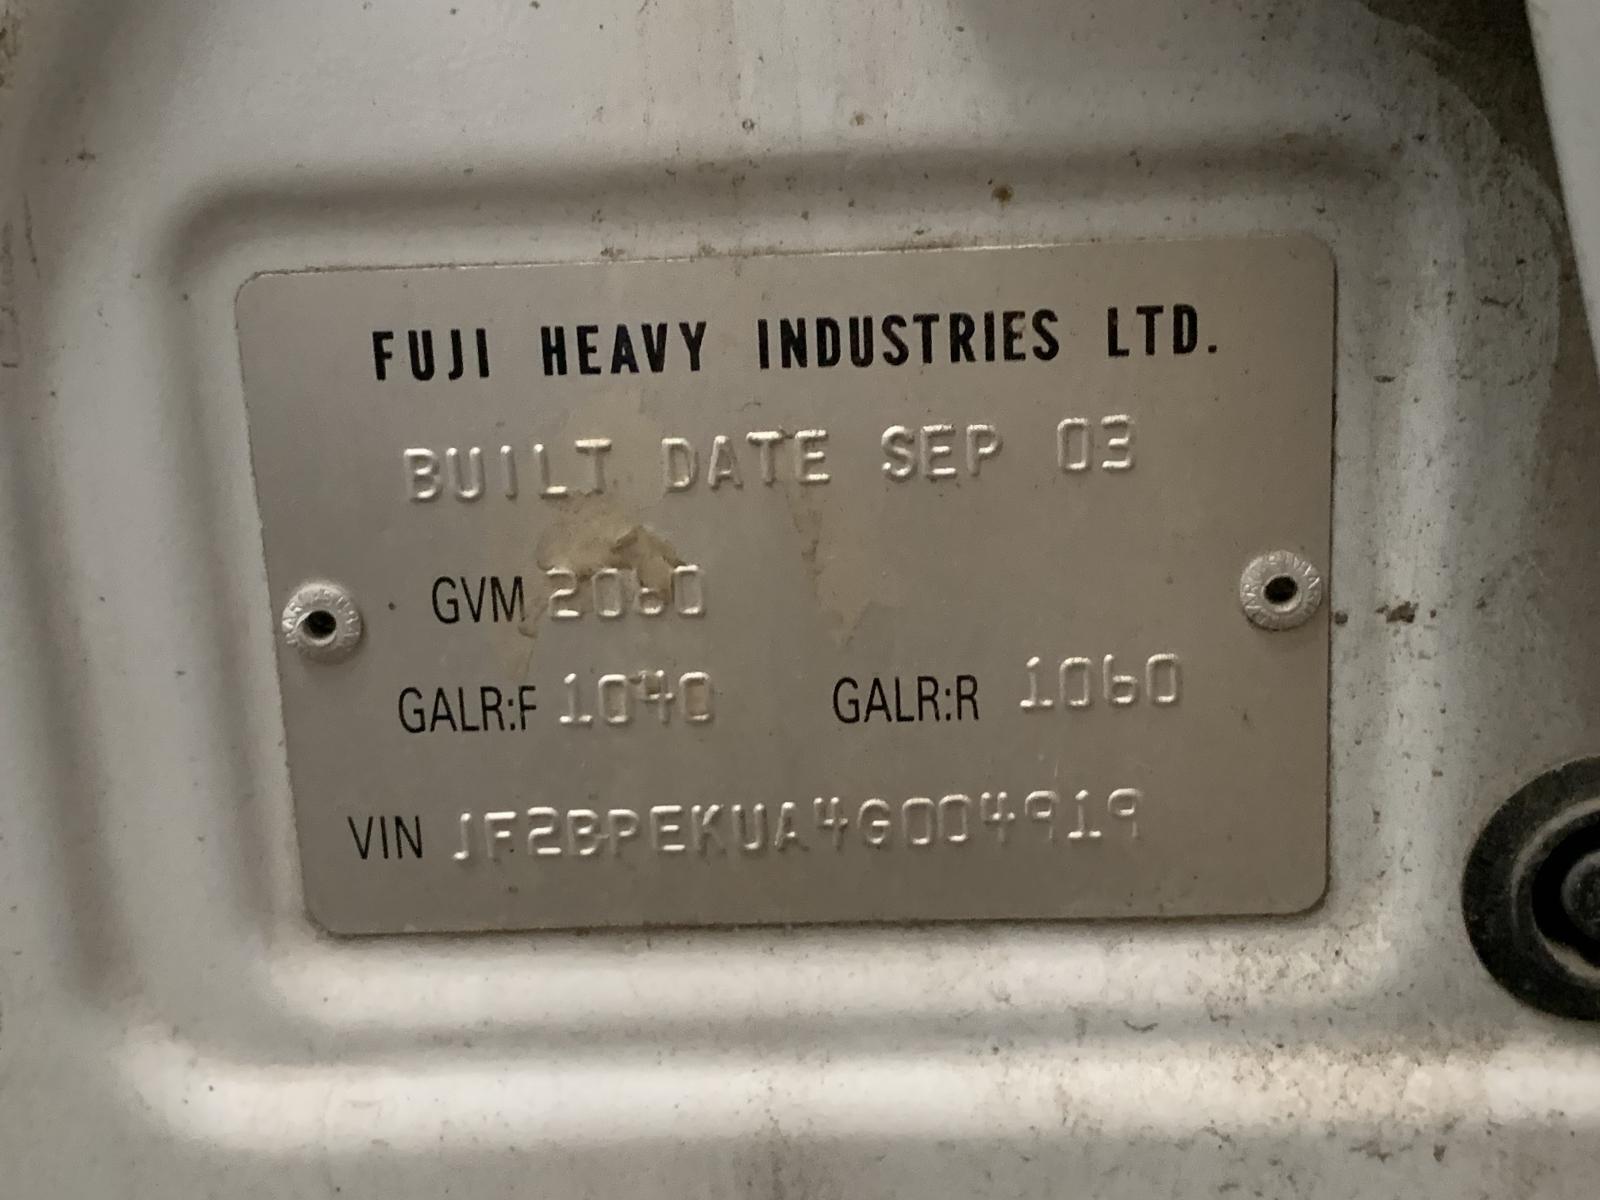 FUJI HEAVY INDUSTRIES LTD.
BUILT DATE SEP 03
GVM 2060
GALR:F 1040 GALR:R 1060
VIN JF2BPEKUA4G004919